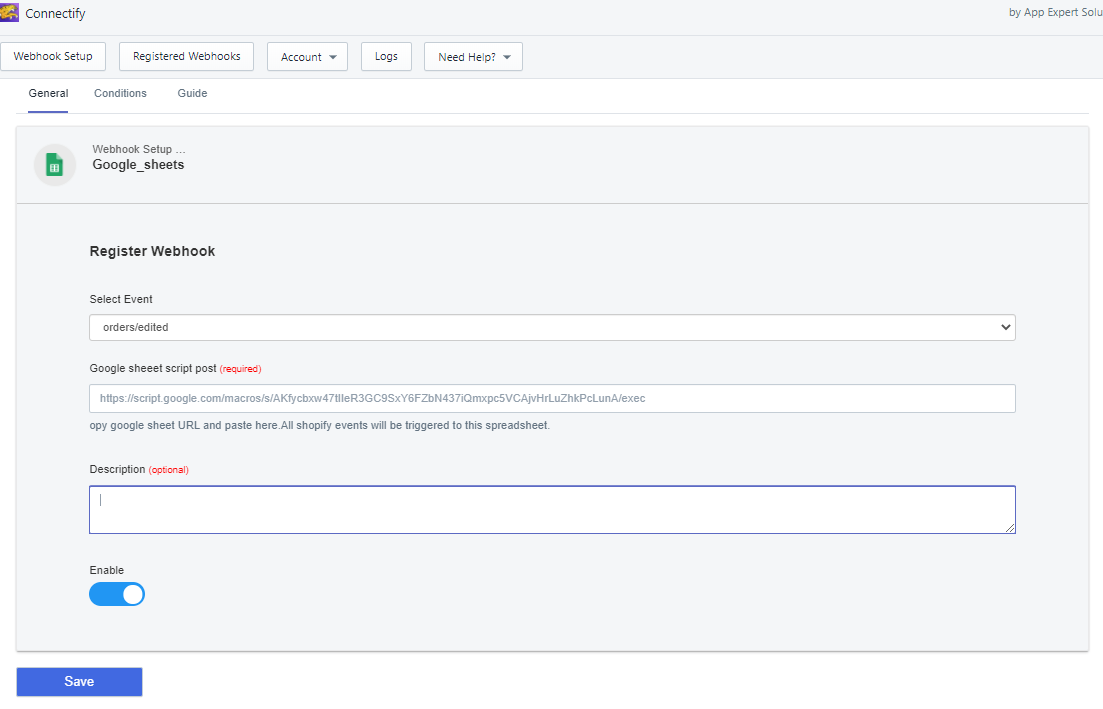 Connectify
by App Expert Solu
Webhook Setup
Registered Webhooks
Account
Logs
Need Help?
General
Conditions
Guide
Webhook Setup ...
Google_sheets
Register Webhook
Select Event
orders/edited
Google sheeet script post (required)
https://script.google.com/macros/s/AKfycbxw47tlIeR3GC9SxY6FZbN437iQmxpc5VCAjvHrLuZhkPcLunA/exec
opy google sheet URL and paste here.All shopify events will be triggered to this spreadsheet.
Description (optional)
Enable
Save